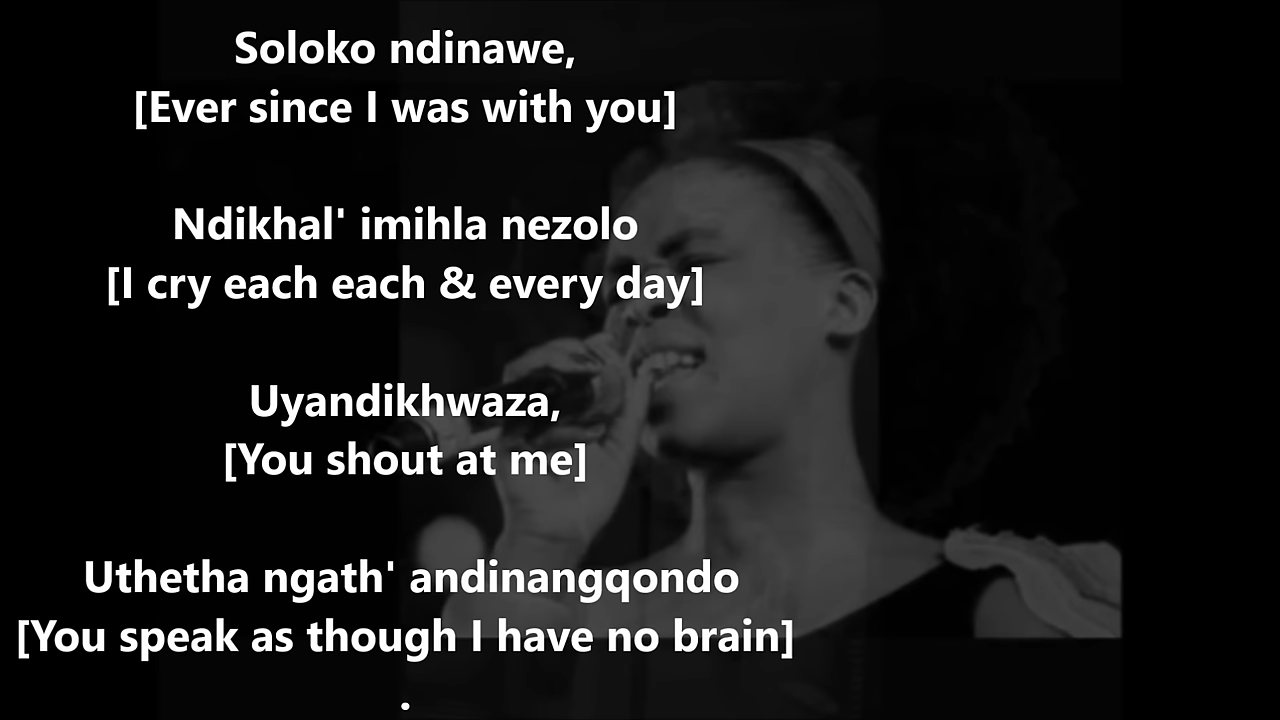 Soloko ndinawe,
[Ever since I was with you]
Ndikhal' imihla nezolo
[I cry each each & every day]
Uyandikhwaza,
[You shout at me]
Uthetha ngath' andinangqondo
[You speak as though I have no brain]
.